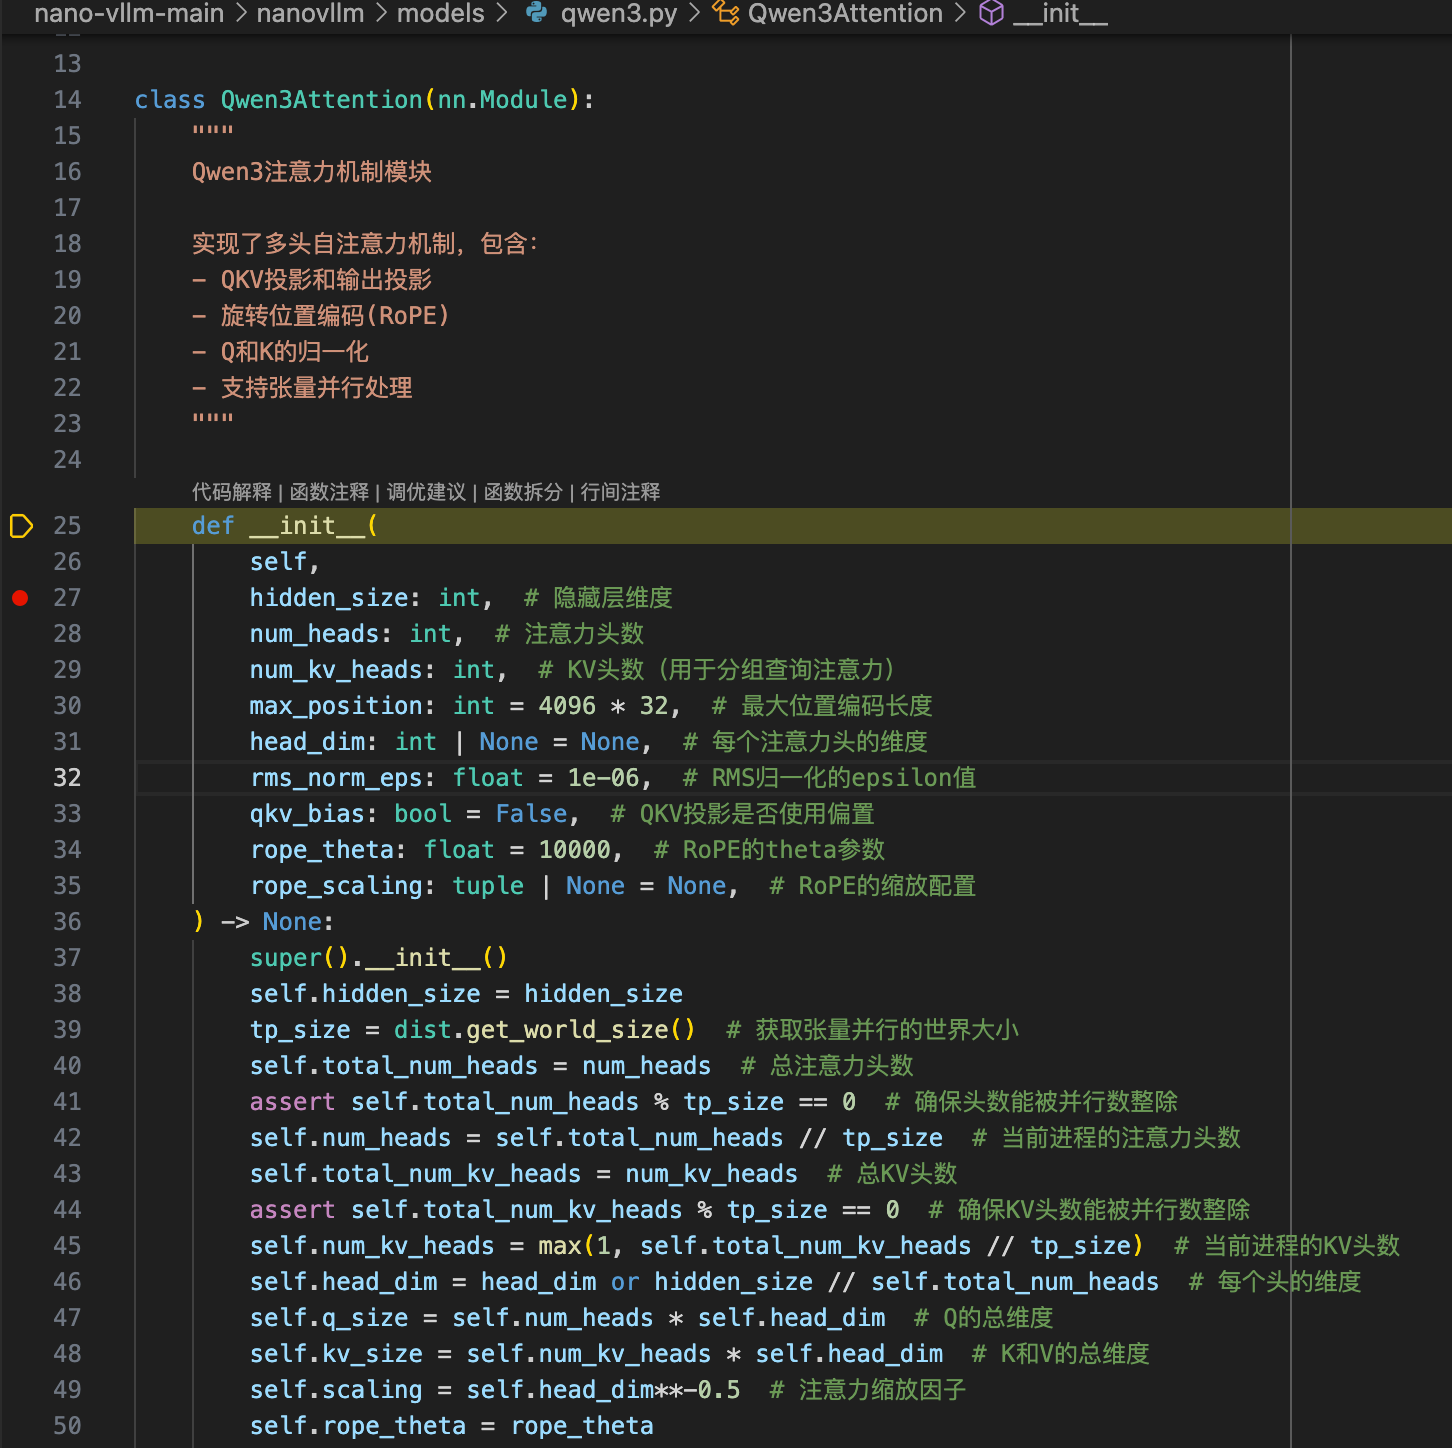 nano-vllm-main > nanovllm > models > qwen3.py > Qwen3Attention > __init__
13
14 class Qwen3Attention(nn.Module):
15     """
16     Qwen3注意力机制模块
17
18     实现了多头自注意力机制，包含：
19     - QKV投影和输出投影
20     - 旋转位置编码(RoPE)
21     - Q和K的归一化
22     - 支持张量并行处理
23     """
24
代码解释 | 函数注释 | 调优建议 | 函数拆分 | 行间注释
25     def __init__(
26         self,
27         hidden_size: int,  # 隐藏层维度
28         num_heads: int,  # 注意力头数
29         num_kv_heads: int,  # KV头数（用于分组查询注意力）
30         max_position: int = 4096 * 32,  # 最大位置编码长度
31         head_dim: int | None = None,  # 每个注意力头的维度
32         rms_norm_eps: float = 1e-06,  # RMS归一化的epsilon值
33         qkv_bias: bool = False,  # QKV投影是否使用偏置
34         rope_theta: float = 10000,  # RoPE的theta参数
35         rope_scaling: tuple | None = None,  # RoPE的缩放配置
36     ) -> None:
37         super().__init__()
38         self.hidden_size = hidden_size
39         tp_size = dist.get_world_size()  # 获取张量并行的世界大小
40         self.total_num_heads = num_heads  # 总注意力头数
41         assert self.total_num_heads % tp_size == 0  # 确保头数能被并行数整除
42         self.num_heads = self.total_num_heads // tp_size  # 当前进程的注意力头数
43         self.total_num_kv_heads = num_kv_heads  # 总KV头数
44         assert self.total_num_kv_heads % tp_size == 0  # 确保KV头数能被并行数整除
45         self.num_kv_heads = max(1, self.total_num_kv_heads // tp_size)  # 当前进程的KV头数
46         self.head_dim = head_dim or hidden_size // self.total_num_heads  # 每个头的维度
47         self.q_size = self.num_heads * self.head_dim  # Q的总维度
48         self.kv_size = self.num_kv_heads * self.head_dim  # K和V的总维度
49         self.scaling = self.head_dim**-0.5  # 注意力缩放因子
50         self.rope_theta = rope_theta